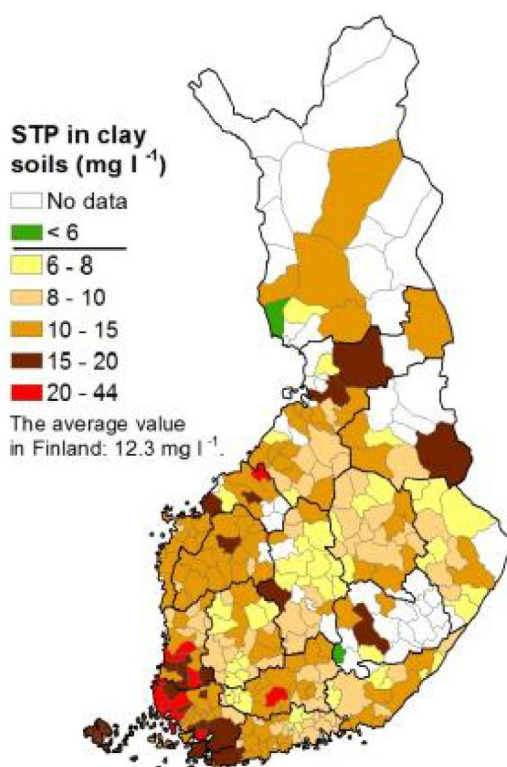 STP in clay
soils (mg l ⁻¹)
No data
< 6
6 - 8
8 - 10
10 - 15
15 - 20
20 - 44
The average value
in Finland: 12.3 mg l⁻¹.